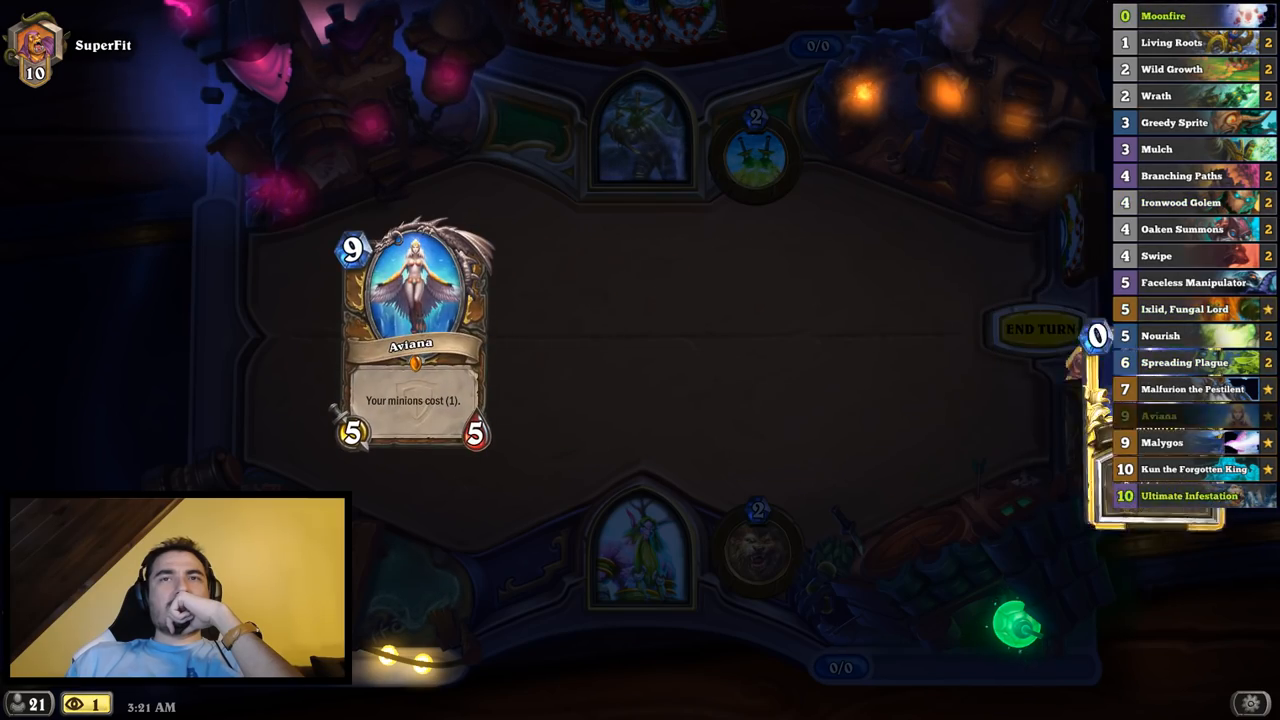 SuperFit
10
0/0
2
9
Aviana
Your minions cost (1).
5
5
END TURN
0
0 Moonfire
1 Living Roots 2
2 Wild Growth 2
2 Wrath 2
3 Greedy Sprite
3 Mulch
4 Branching Paths 2
4 Ironwood Golem 2
4 Oaken Summons 2
4 Swipe 2
5 Faceless Manipulator
5 Ixlid, Fungal Lord
5 Nourish 2
6 Spreading Plague 2
7 Malfurion the Pestilent
9 Aviana
9 Malygos
10 Kun the Forgotten King
10 Ultimate Infestation
2
0/0
21
1
3:21 AM